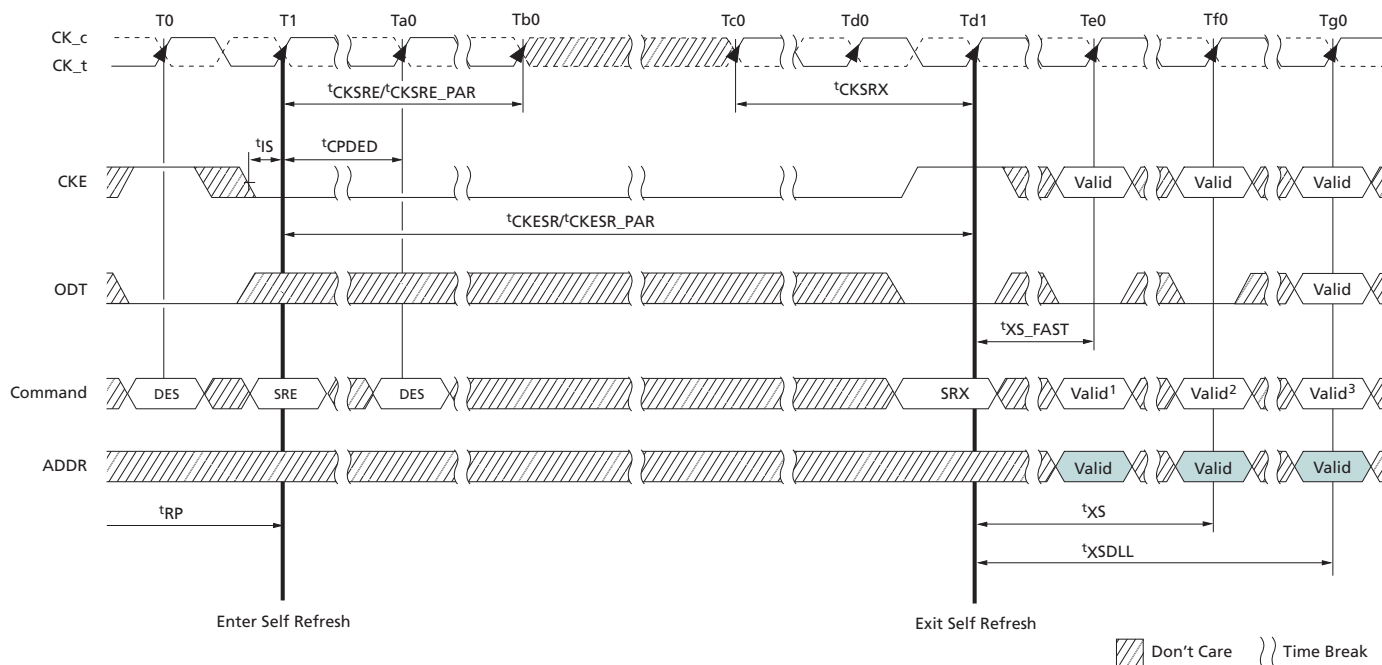 T0 T1 Ta0 Tb0 Tc0 Td0 Td1 Te0 Tf0 Tg0
CK_c
CK_t
tCKSRE/tCKSRE_PAR tCKSRX
tIS tCPDED
CKE Valid Valid Valid
tCKESR/tCKESR_PAR
ODT Valid
tXS_FAST
Command DES SRE DES SRX Valid1 Valid2 Valid3
ADDR Valid Valid Valid
tRP tXS
tXSDLL
Enter Self Refresh Exit Self Refresh
Don't Care Time Break